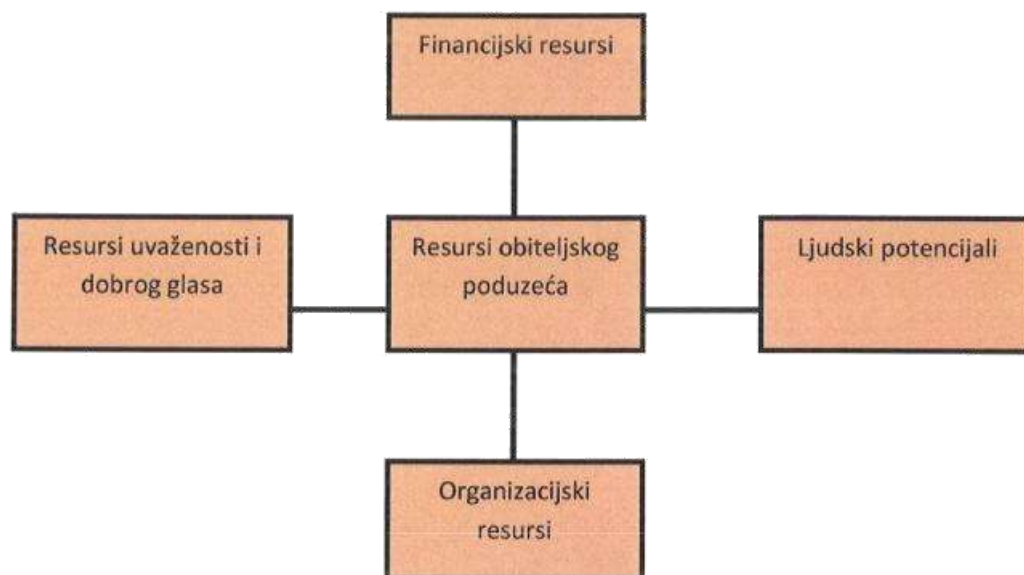 Financijski resursi
Resursi uvaženosti i
dobrog glasa
Resursi obiteljskog
poduzeća
Ljudski potencijali
Organizacijski
resursi